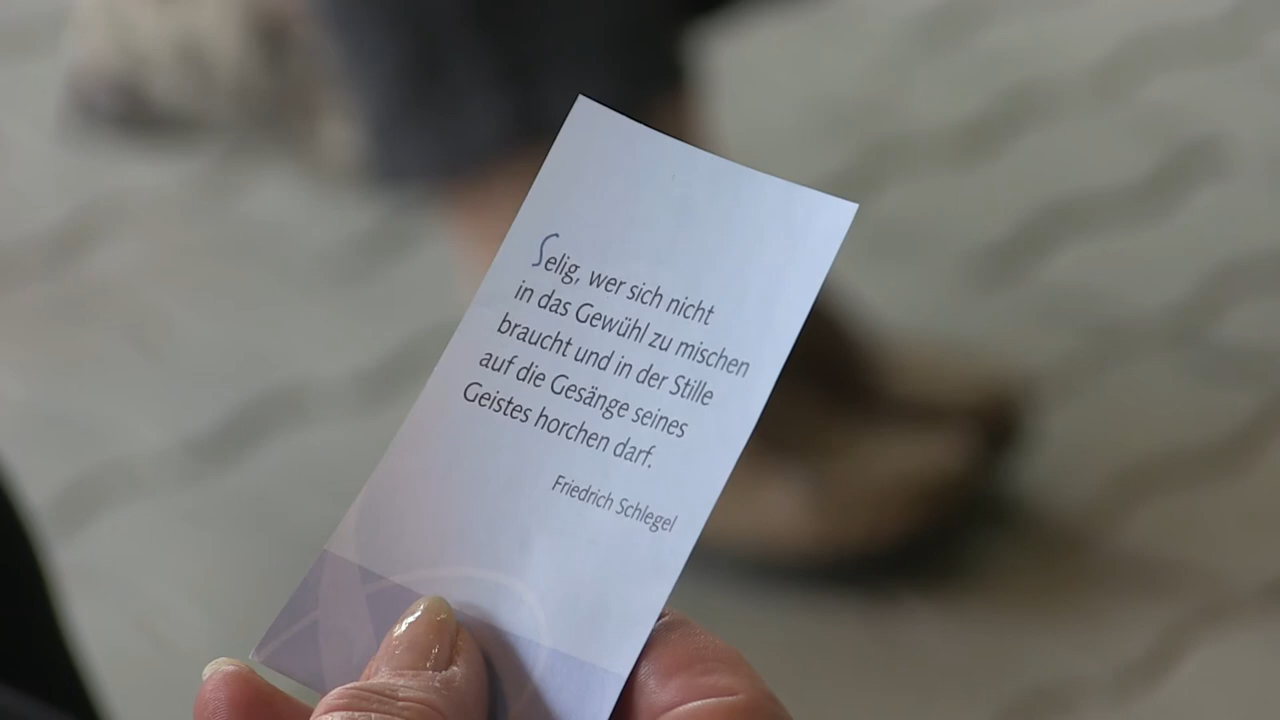 Selig, wer sich nicht
in das Gewühl zu mischen
braucht und in der Stille
auf die Gesänge seines
Geistes horchen darf.
Friedrich Schlegel